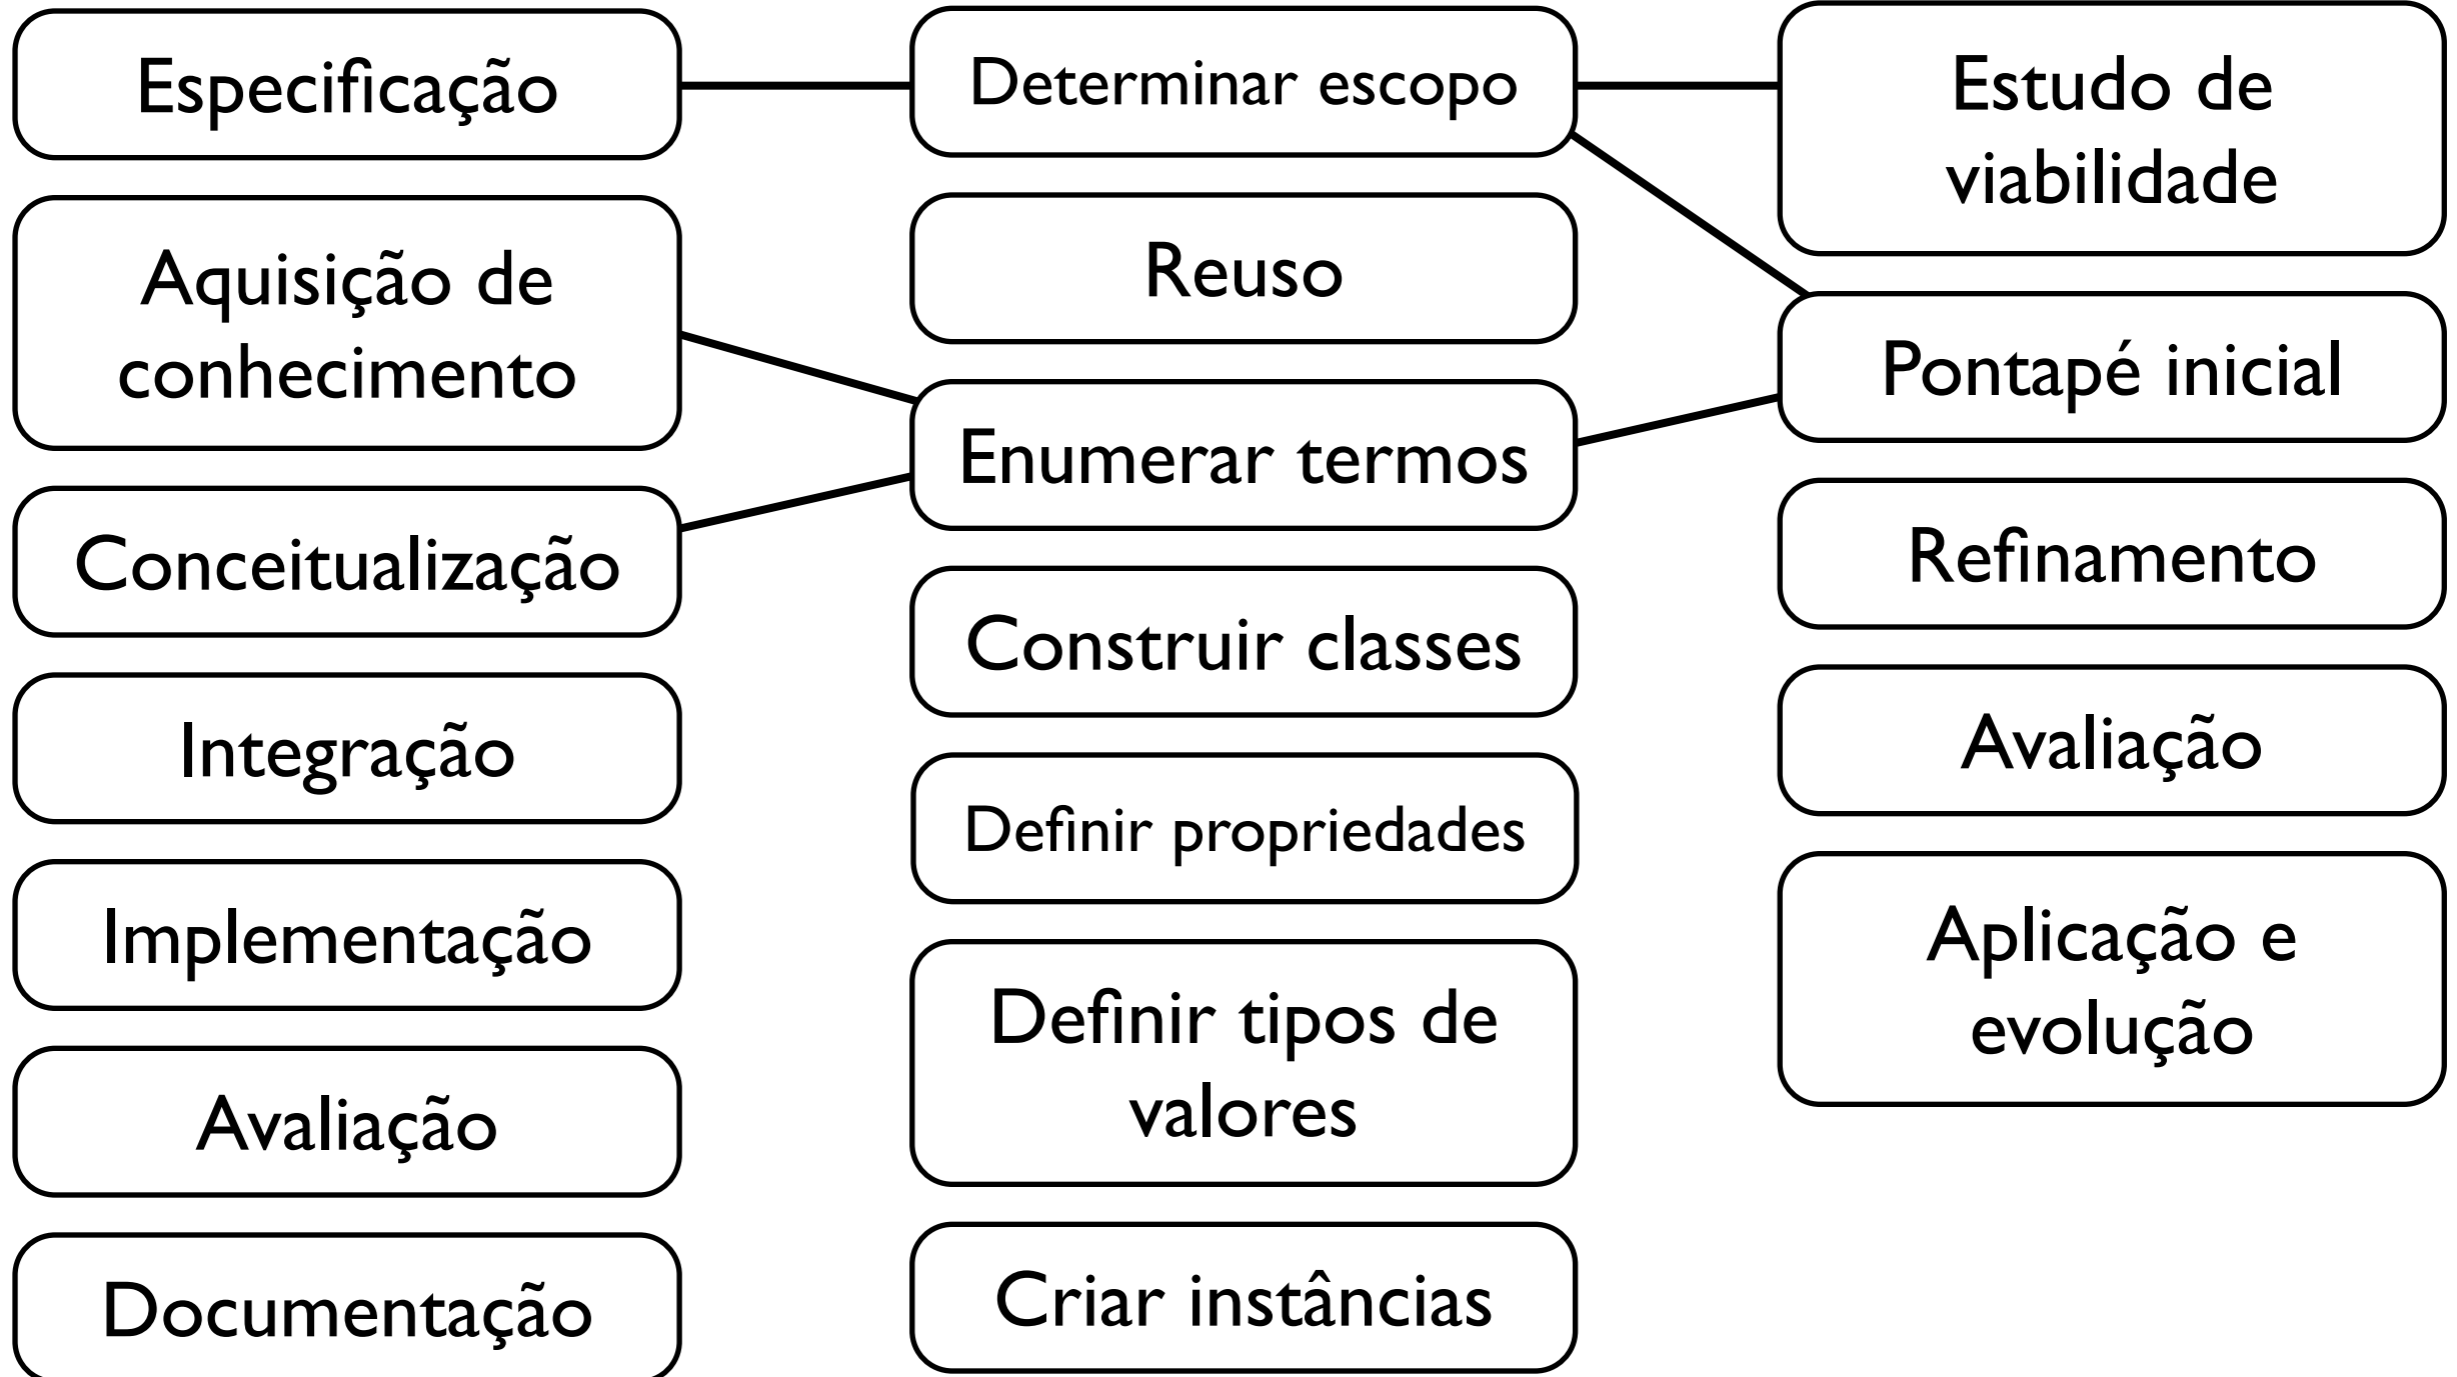 Especificação
Aquisição de
conhecimento
Conceitualização
Integração
Implementação
Avaliação
Documentação
Determinar escopo
Reuso
Enumerar termos
Construir classes
Definir propriedades
Definir tipos de
valores
Criar instâncias
Estudo de
viabilidade
Pontapé inicial
Refinamento
Avaliação
Aplicação e
evolução